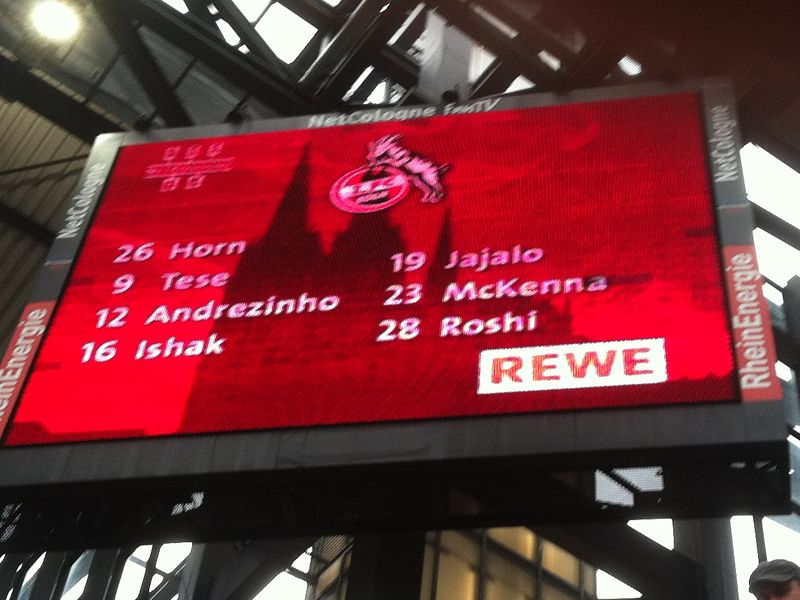 NetCologne FanTV
NetCologne
NetCologne
26 Horn
9 Tese
12 Andrezinho
16 Ishak
19 Jajalo
23 McKenna
28 Roshi
REWE
RheinEnergie
RheinEnergie